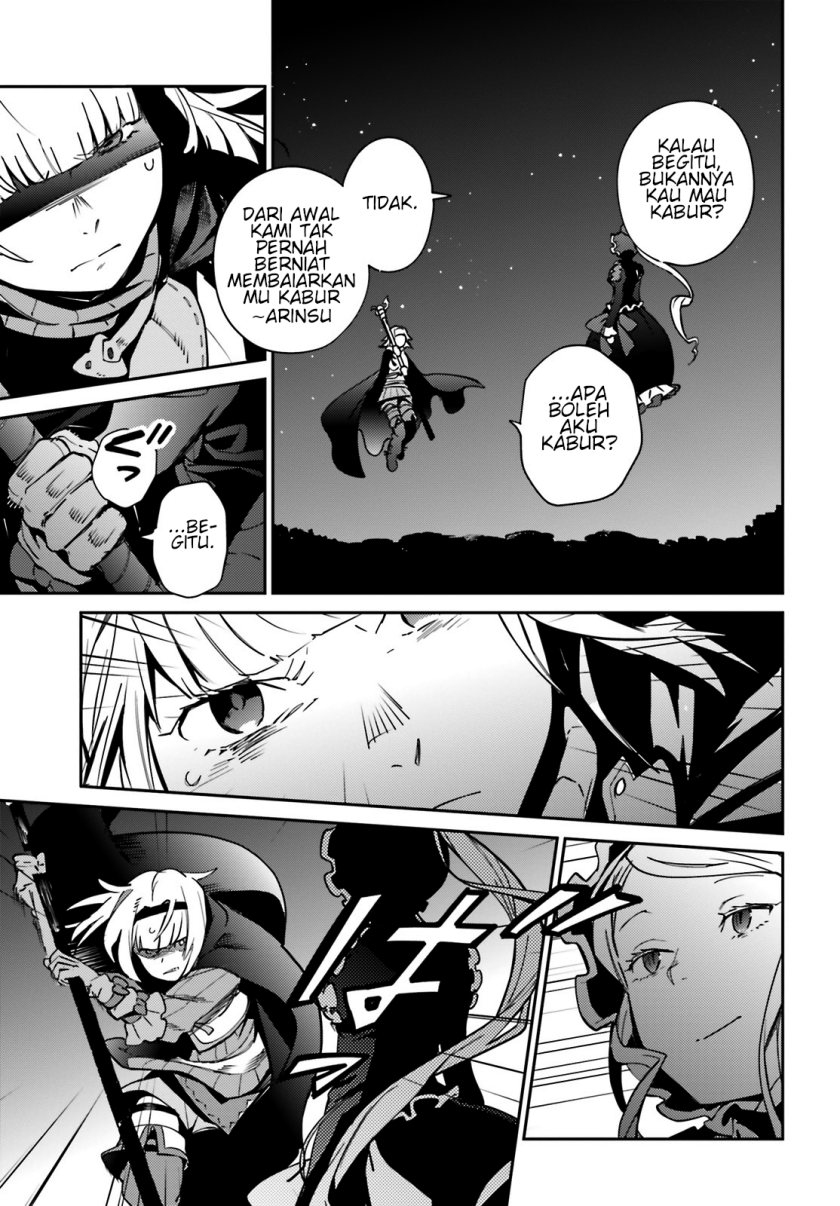 KALAU
BEGITU,
BUKANNYA
KAU MAU
KABUR?
...APA
BOLEH
AKU
KABUR?
TIDAK.
DARI AWAL
KAMI TAK
PERNAH
BERNIAT
MEMBAIARKAN
MU KABUR
~ARINSU
...BE-
GITU.